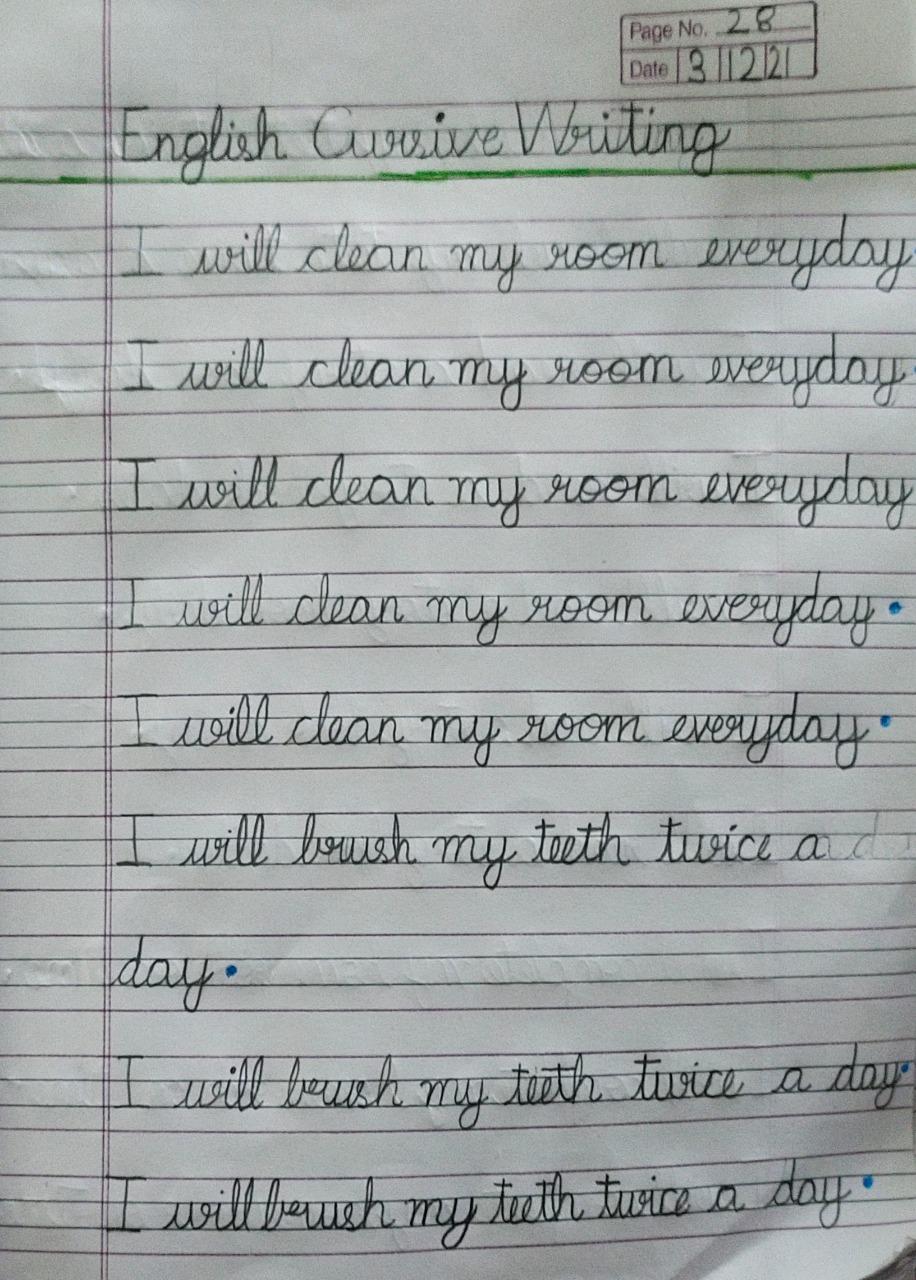 Page No. 28
Date 3/12/21
English Cursive Writing
I will clean my room everyday.
I will clean my room everyday.
I will clean my room everyday
I will clean my room everyday.
I will clean my room everyday.
I will brush my teeth twice a
day.
I will brush my teeth twice a day.
I will brush my teeth twice a day.